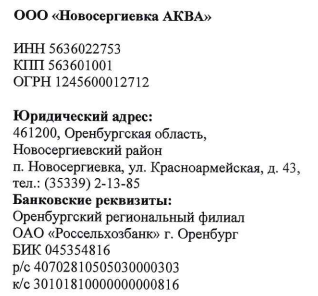 ООО «Новосергиевка АКВА»
ИНН 5636022753
КПП 563601001
ОГРН 1245600012712
Юридический адрес:
461200, Оренбургская область,
Новосергиевский район
п. Новосергиевка, ул. Красноармейская, д. 43,
тел.: (35339) 2-13-85
Банковские реквизиты:
Оренбургский региональный филиал
ОАО «Россельхозбанк» г. Оренбург
БИК 045354816
р/с 40702810505030000303
к/с 30101810000000000816